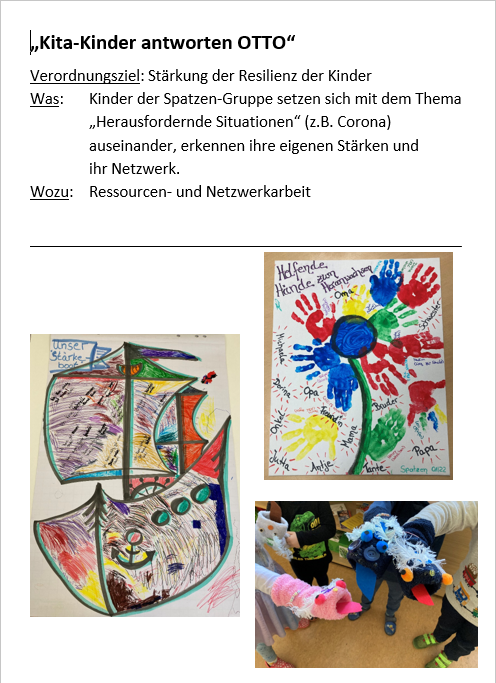 „Kita-Kinder antworten OTTO“
Verordnungsziel: Stärkung der Resilienz der Kinder
Was: Kinder der Spatzen-Gruppe setzen sich mit dem Thema
„Herausfordernde Situationen“ (z.B. Corona)
auseinander, erkennen ihre eigenen Stärken und
ihr Netzwerk.
Wozu: Ressourcen- und Netzwerkarbeit
Helfende
Hände zum
Heranwachsen
Oma
Schwester
Opa
Bruder
Onkel
Freundin
Mama
Papa
Jutta
Antje
Tante
Spatzen 2022
Unser
Stärke
boot